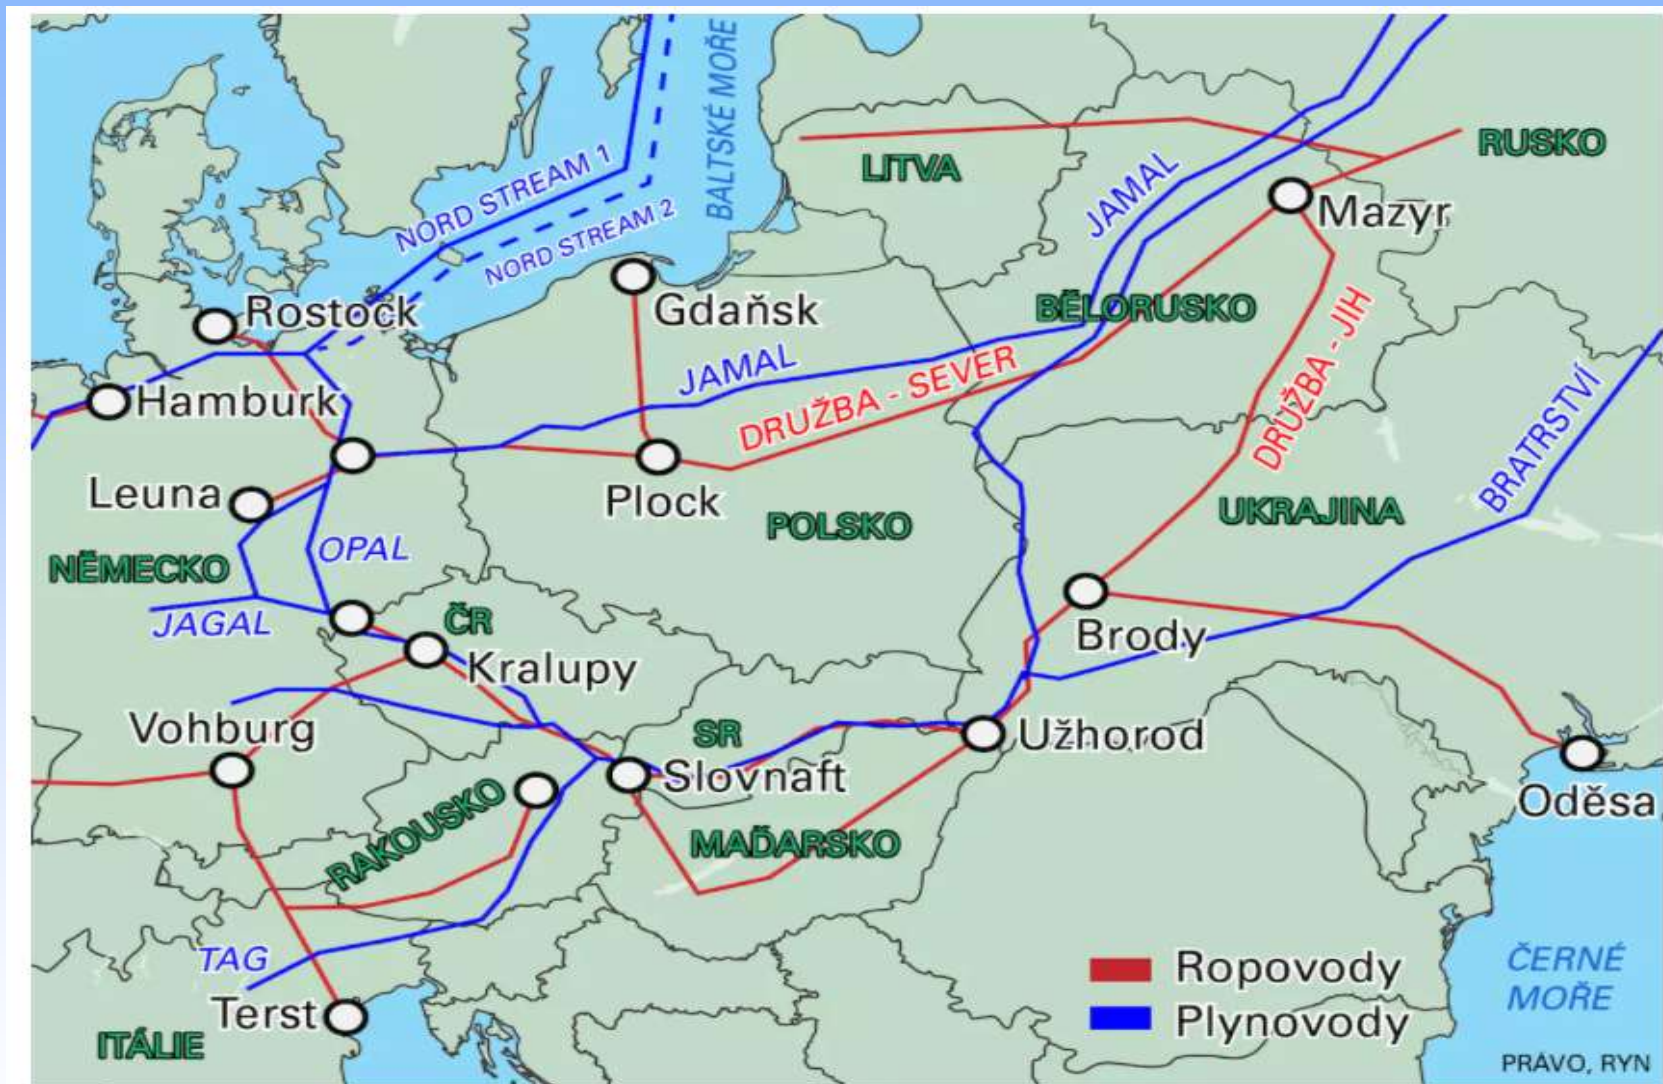 BALTSKÉ MOŘE
NORD STREAM 1
NORD STREAM 2
LITVA
RUSKO
JAMAL
Mazyr
Rostock
Gdaňsk
BĚLORUSKO
JAMAL
DRUŽBA - SEVER
DRUŽBA - JIH
Hamburk
BRATRSTVÍ
Leuna
Plock
POLSKO
UKRAJINA
NĚMECKO
OPAL
JAGAL
ČR
Brody
Kralupy
Vohburg
SR
Užhorod
Slovnaft
Oděsa
RAKOUSKO
MAĎARSKO
TAG
Terst
ITÁLIE
Ropovody
Plynovody
ČERNÉ
MOŘE
PRÁVO, RYN